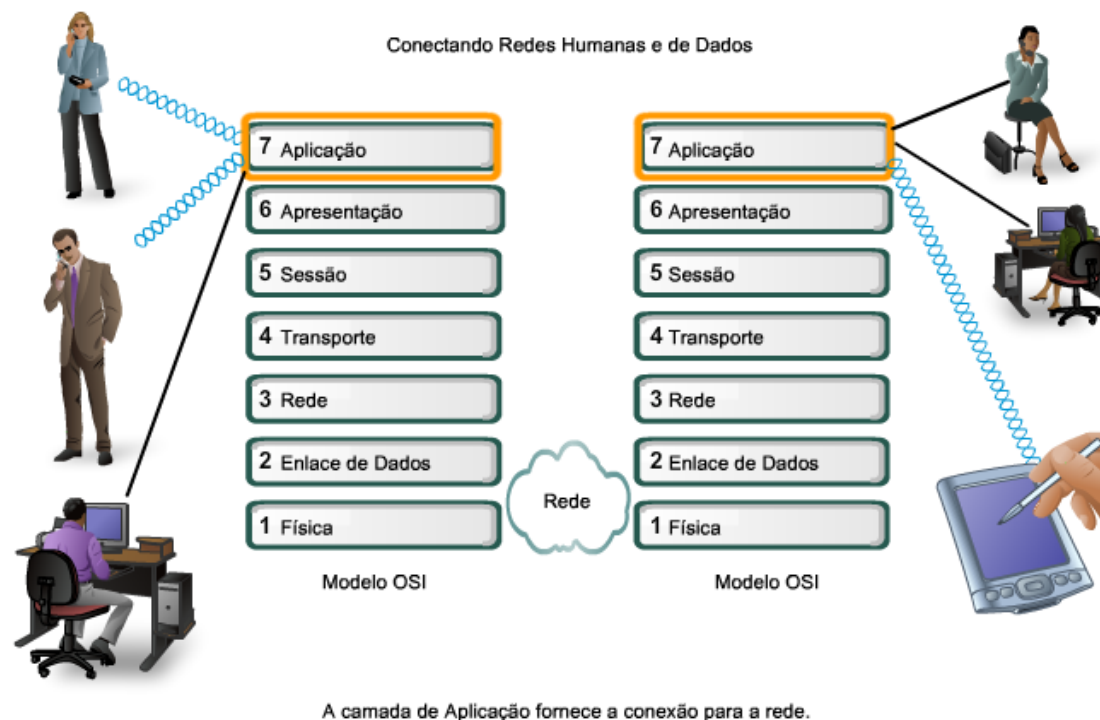 Conectando Redes Humanas e de Dados
7 Aplicação
6 Apresentação
5 Sessão
4 Transporte
3 Rede
2 Enlace de Dados
1 Física
Modelo OSI
Rede
7 Aplicação
6 Apresentação
5 Sessão
4 Transporte
3 Rede
2 Enlace de Dados
1 Física
Modelo OSI
A camada de Aplicação fornece a conexão para a rede.